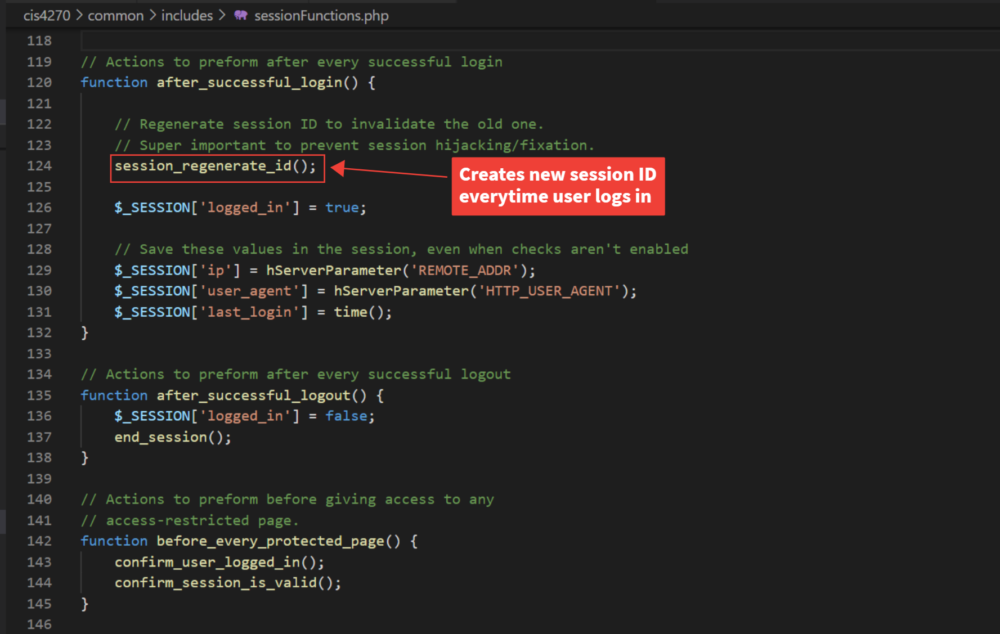 cis4270 > common > includes > sessionFunctions.php
118
119 // Actions to preform after every successful login
120 function after_successful_login() {
121
122 // Regenerate session ID to invalidate the old one.
123 // Super important to prevent session hijacking/fixation.
124 session_regenerate_id();
Creates new session ID
everytime user logs in
125
126 $_SESSION['logged_in'] = true;
127
128 // Save these values in the session, even when checks aren't enabled
129 $_SESSION['ip'] = hServerParameter('REMOTE_ADDR');
130 $_SESSION['user_agent'] = hServerParameter('HTTP_USER_AGENT');
131 $_SESSION['last_login'] = time();
132 }
133
134 // Actions to preform after every successful logout
135 function after_successful_logout() {
136 $_SESSION['logged_in'] = false;
137 end_session();
138 }
139
140 // Actions to preform before giving access to any
141 // access-restricted page.
142 function before_every_protected_page() {
143 confirm_user_logged_in();
144 confirm_session_is_valid();
145 }
146